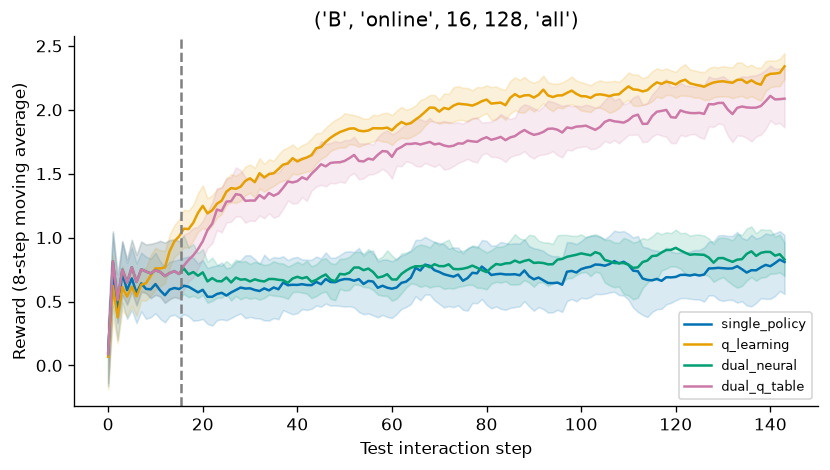 ('B', 'online', 16, 128, 'all')
Reward (8-step moving average)
2.5
2.0
1.5
1.0
0.5
0.0
0 20 40 60 80 100 120 140
Test interaction step
single_policy
q_learning
dual_neural
dual_q_table